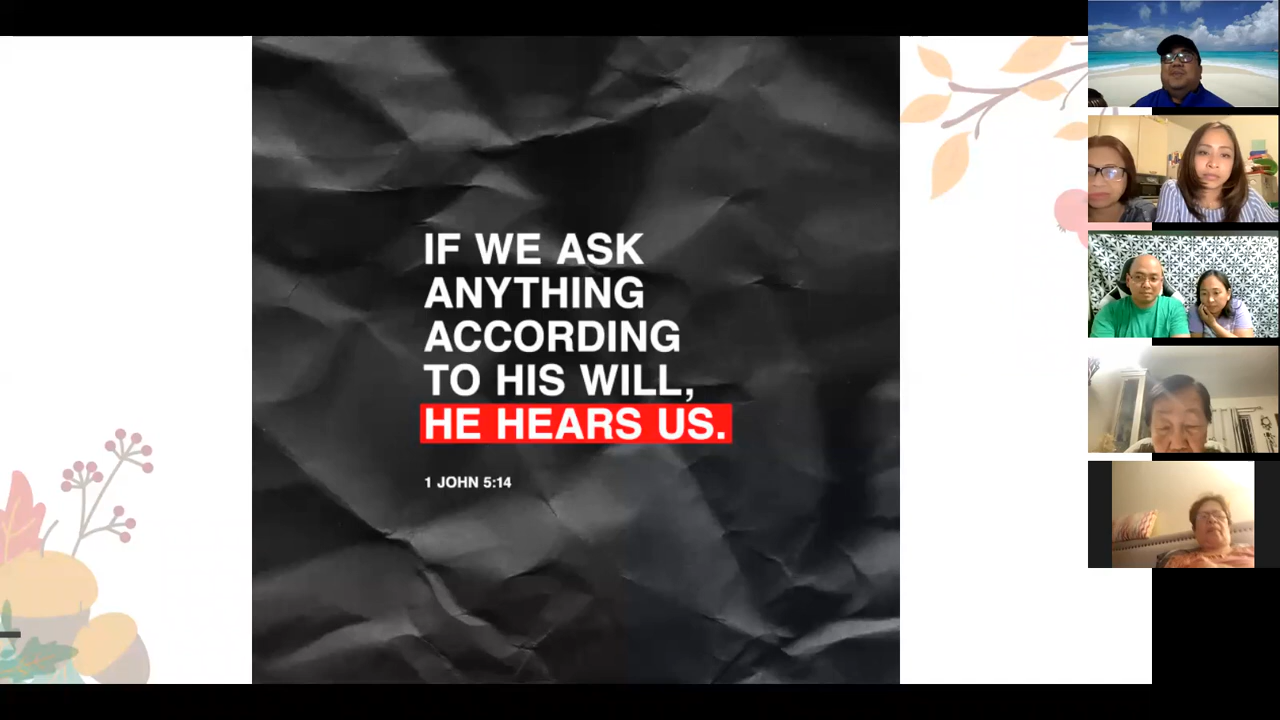 IF WE ASK
ANYTHING
ACCORDING
TO HIS WILL,
HE HEARS US.
1 JOHN 5:14